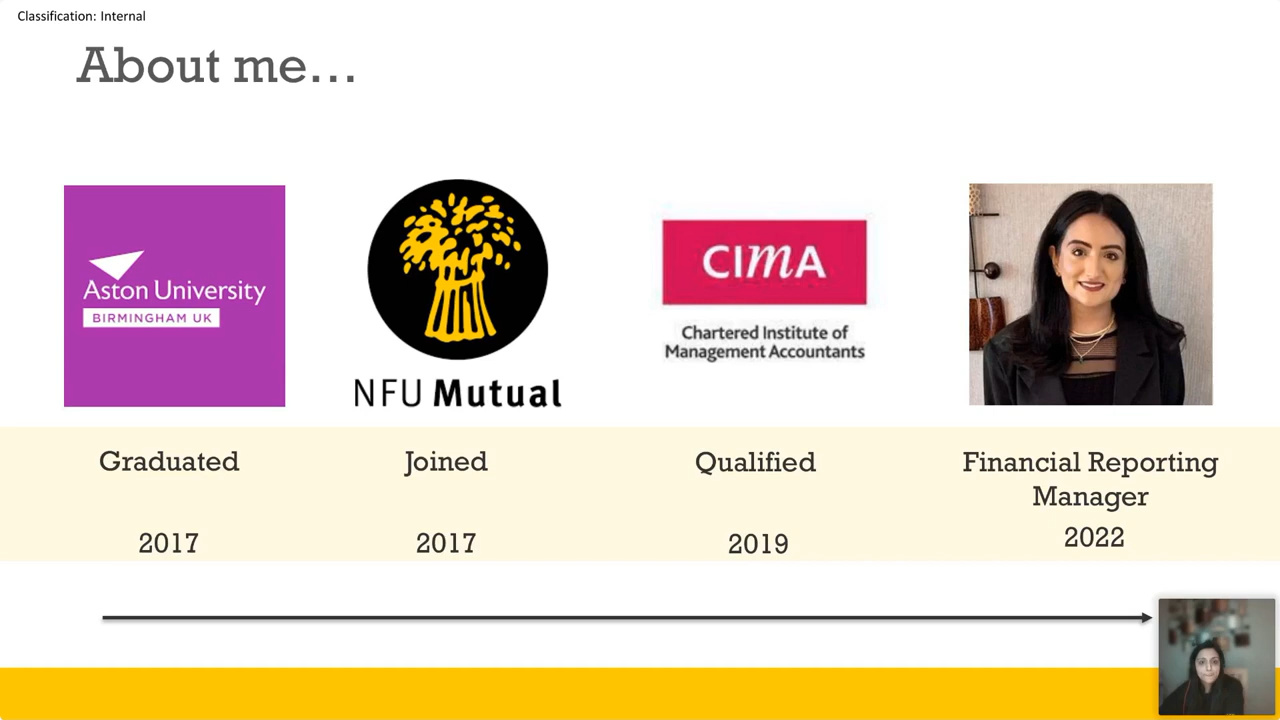 Classification: Internal
About me...
Aston University
BIRMINGHAM UK
NFU Mutual
CIMA
Chartered Institute of
Management Accountants
Graduated
2017
Joined
2017
Qualified
2019
Financial Reporting
Manager
2022